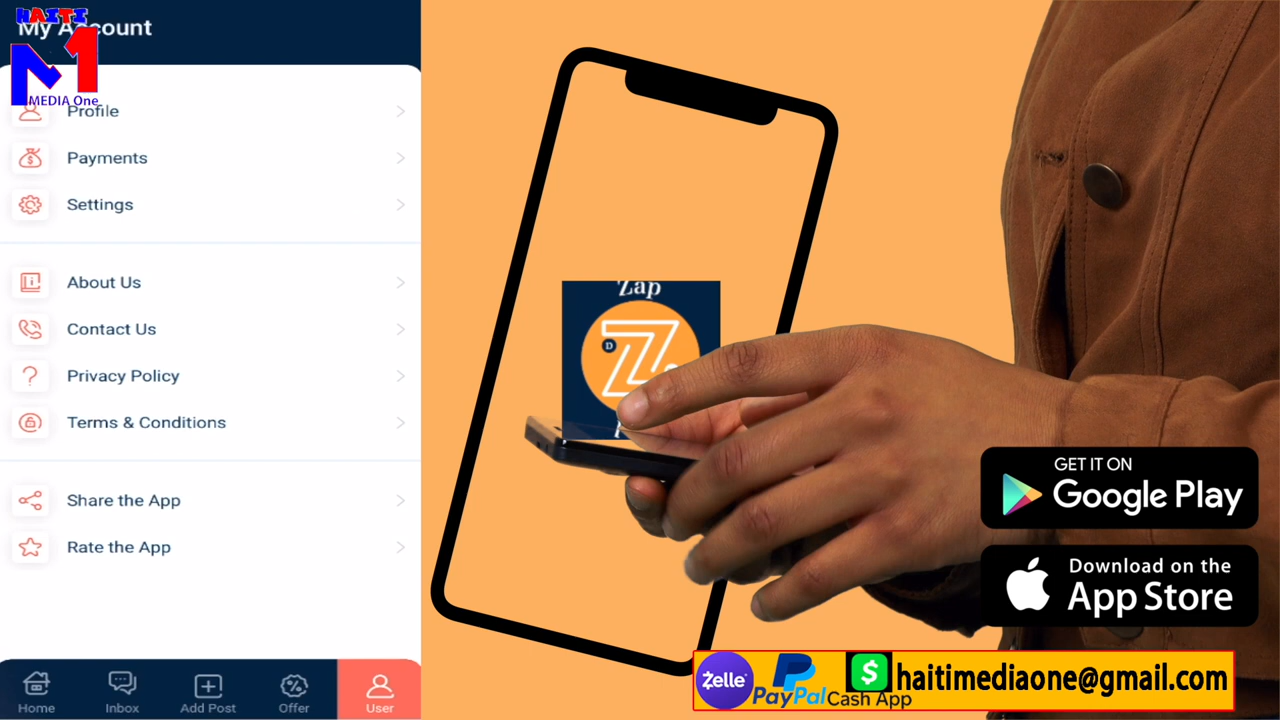 HAITI
My Account
M1
MEDIA One
Profile
Payments
Settings
About Us
Contact Us
Privacy Policy
Terms & Conditions
Share the App
Rate the App
Home
Inbox
Add Post
Offer
User
Zap
D
Z
GET IT ON
Google Play
Download on the
App Store
Zelle
PayPal
$
Cash App
haitimediaone@gmail.com